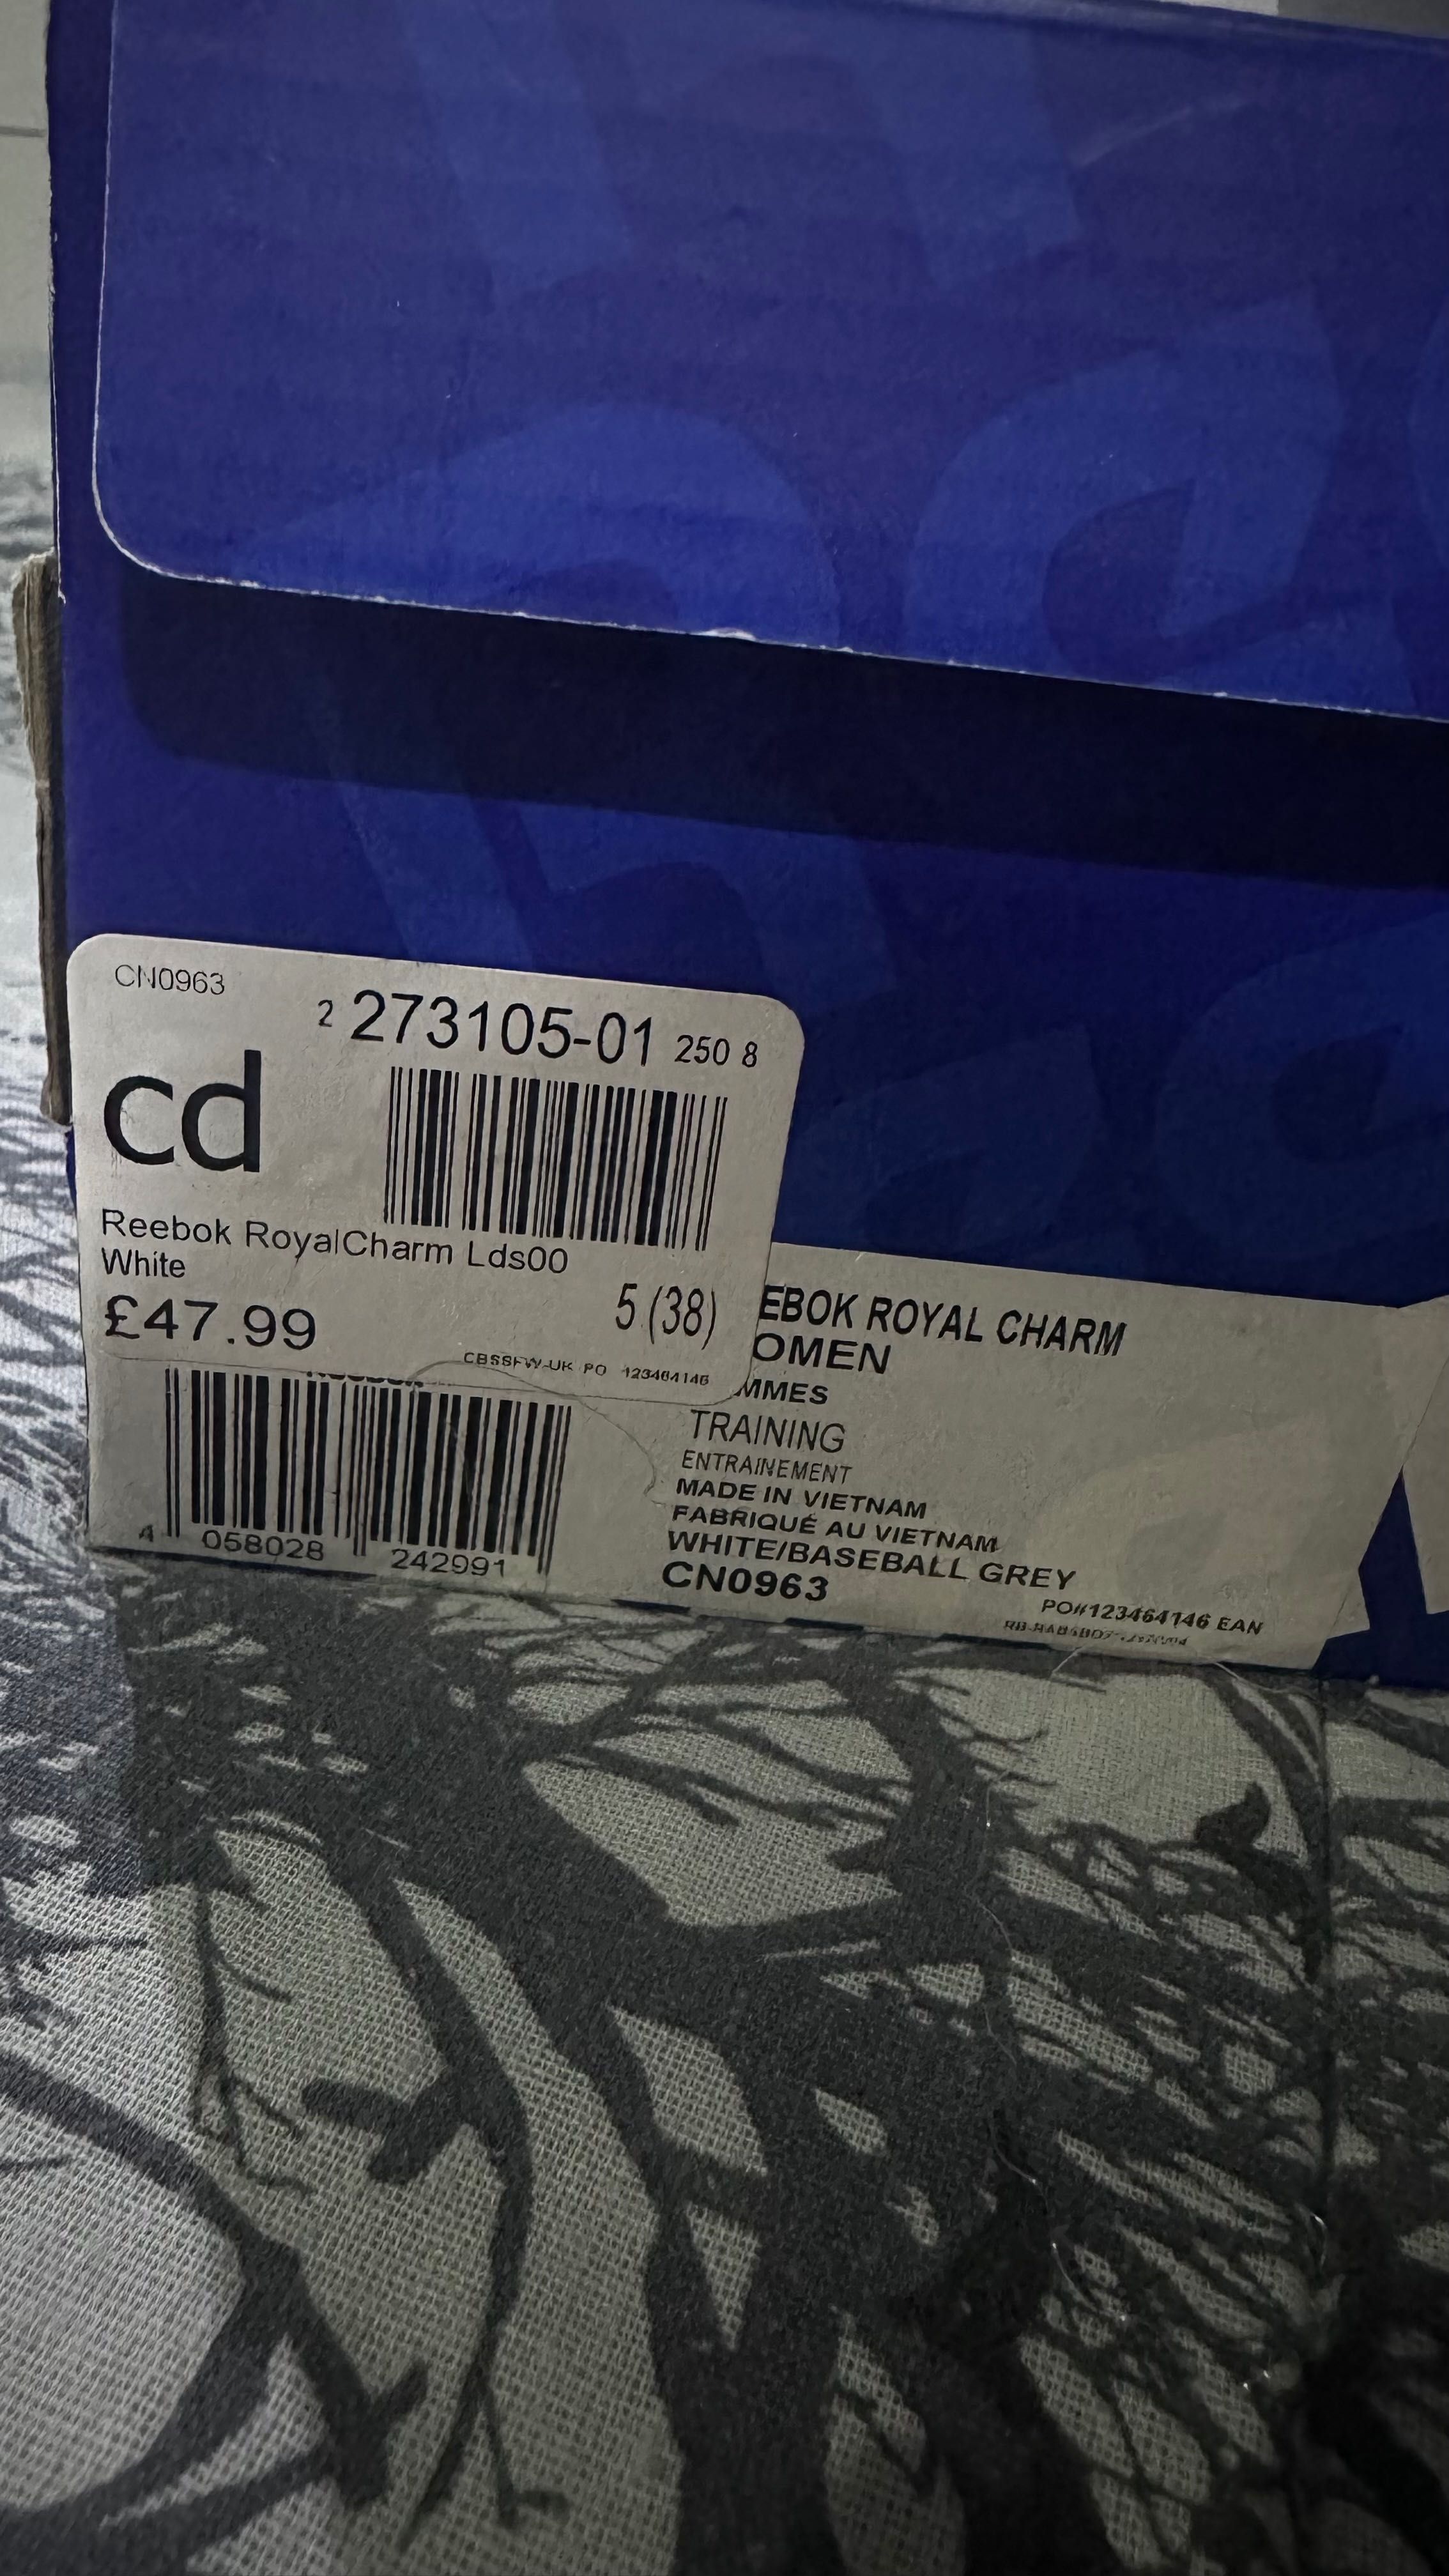 CN0963
2 273105-01 250 8
cd
Reebok RoyalCharm Lds00
White
£47.99
5 (38)
CBSSFW-UK PO 123464146
EBOK ROYAL CHARM
OMEN
MMES
TRAINING
ENTRAINEMENT
MADE IN VIETNAM
FABRIQUÉ AU VIETNAM
WHITE/BASEBALL GREY
CN0963
PO#123464146 EAN
4 058028 242991